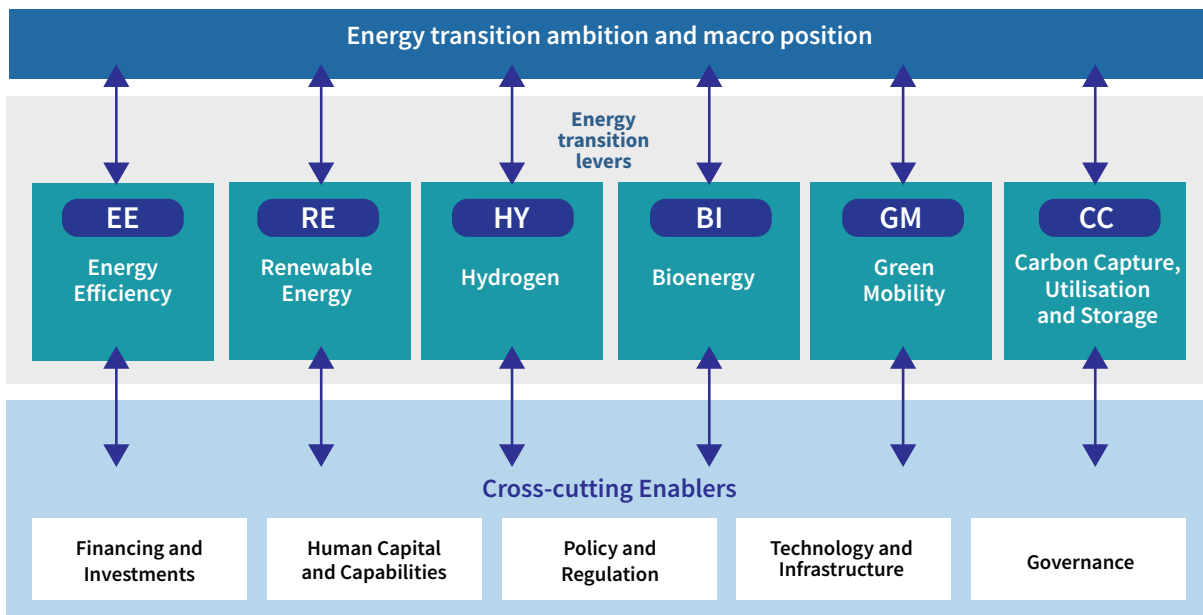 Energy transition ambition and macro position
Energy
transition
levers
EE
Energy
Efficiency
RE
Renewable
Energy
HY
Hydrogen
BI
Bioenergy
GM
Green
Mobility
CC
Carbon Capture,
Utilisation
and Storage
Cross-cutting Enablers
Financing and
Investments
Human Capital
and Capabilities
Policy and
Regulation
Technology and
Infrastructure
Governance